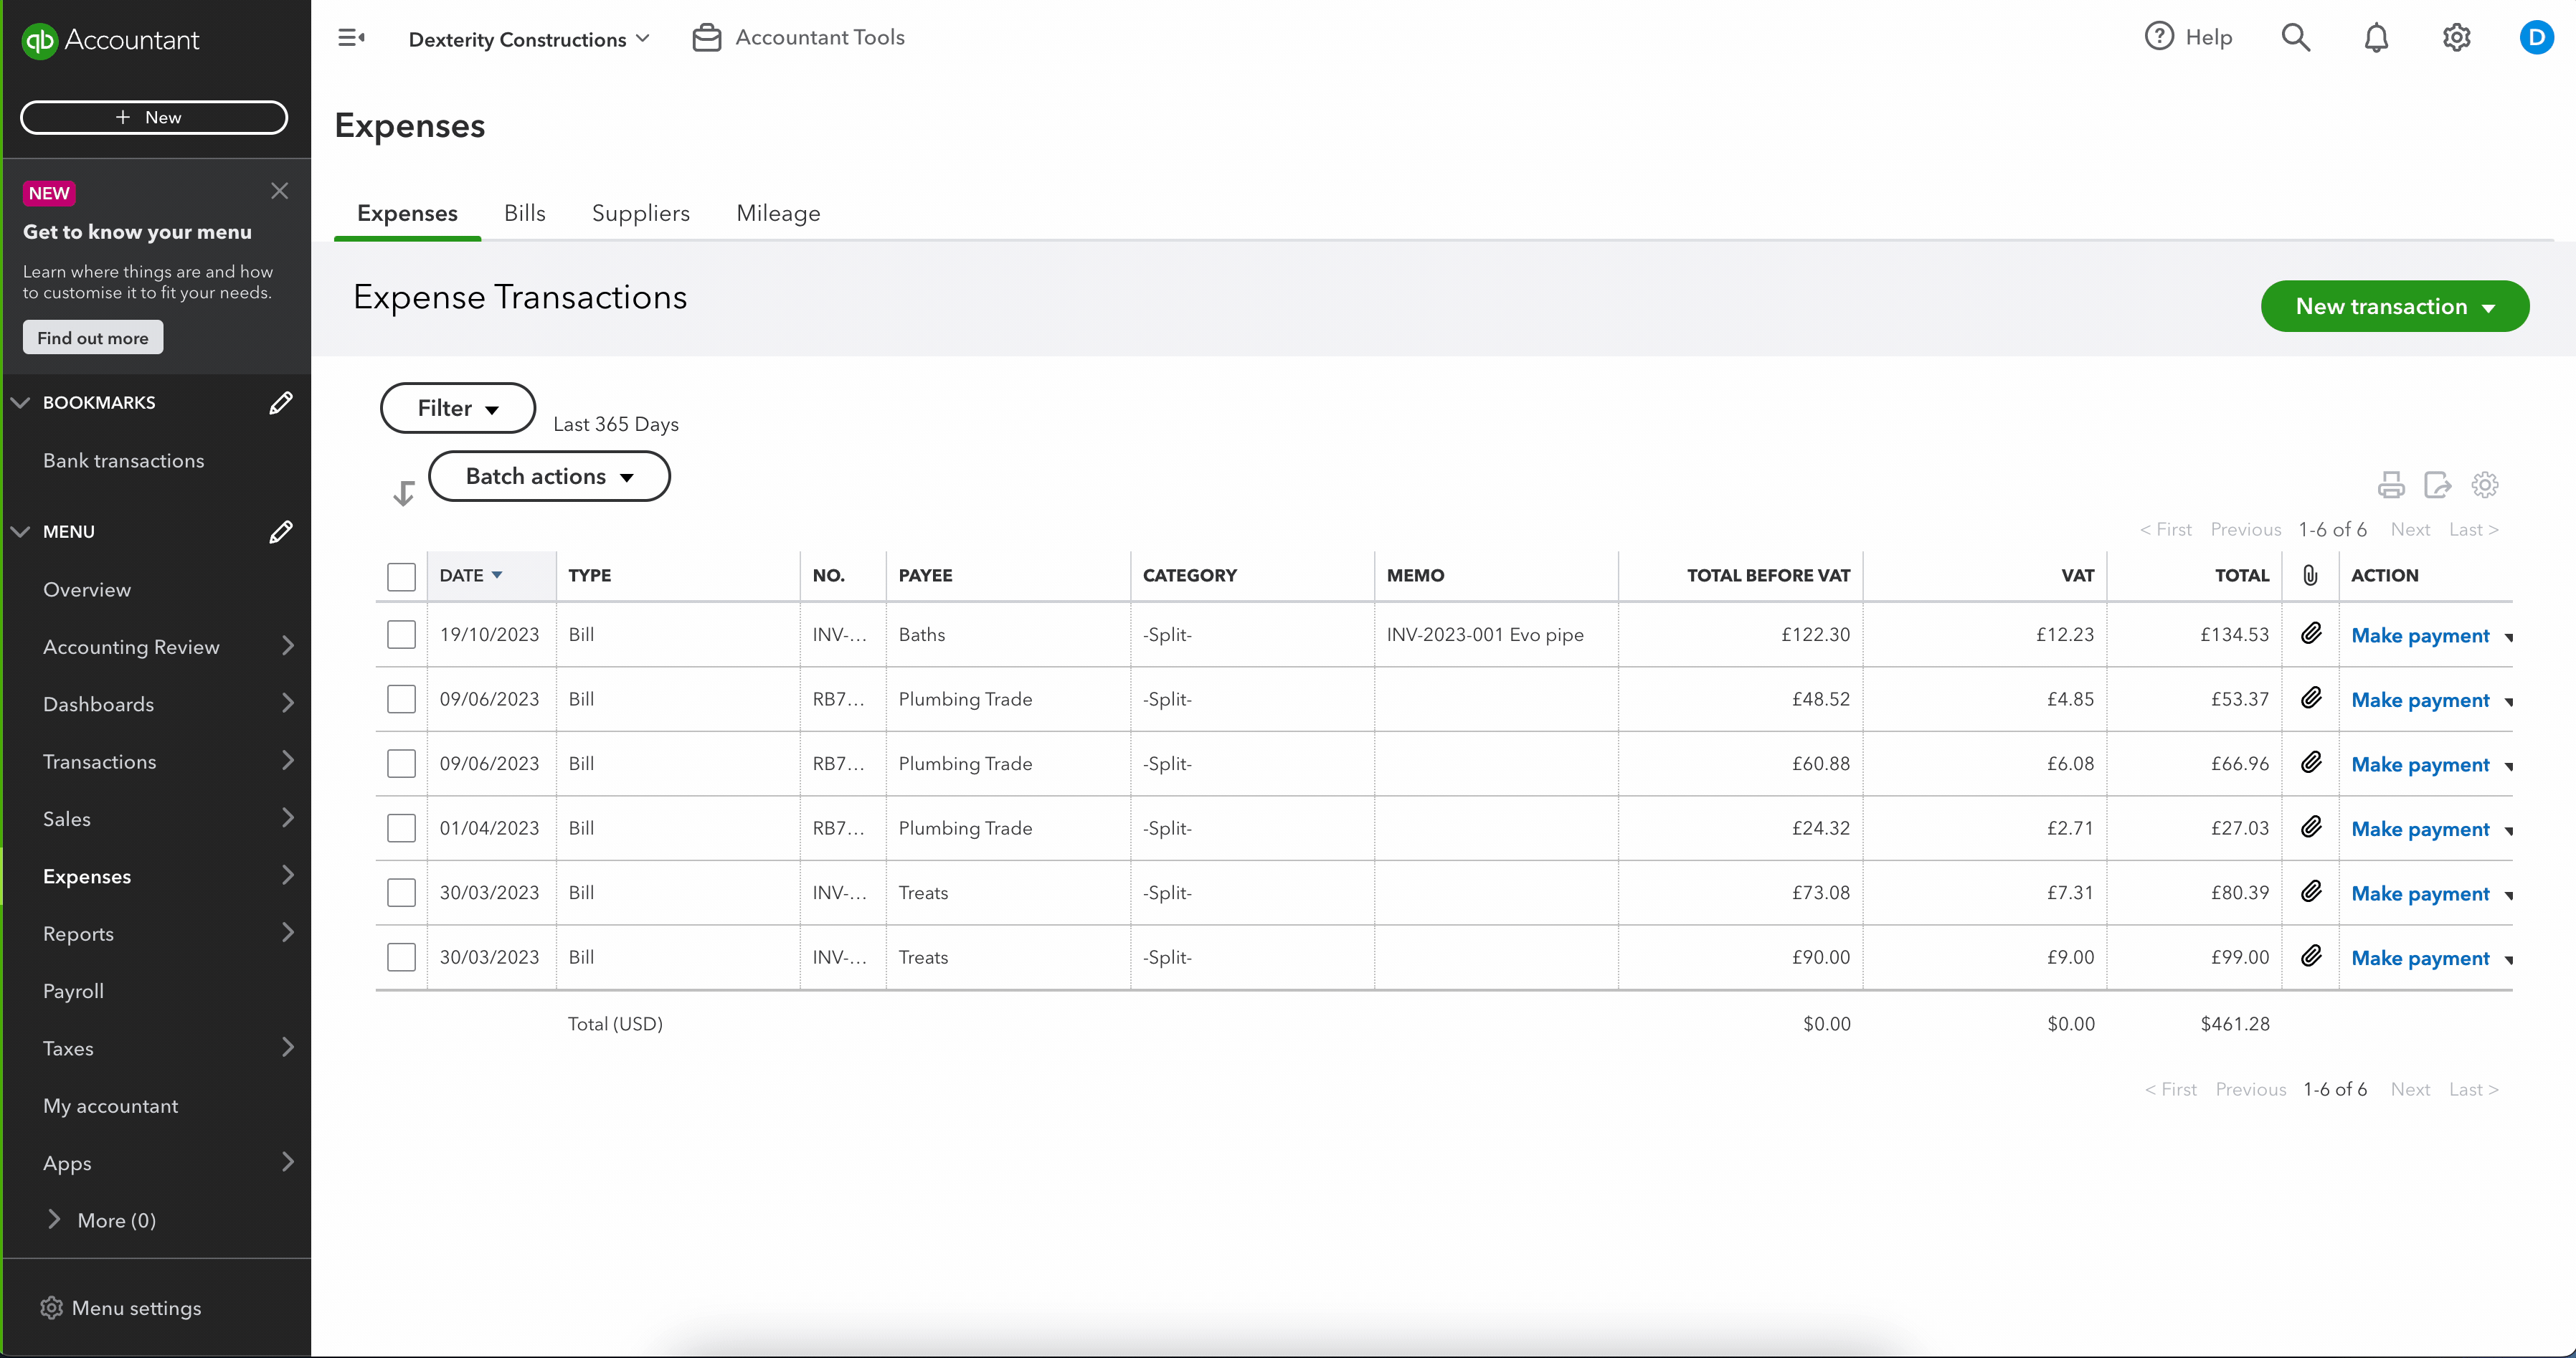 qb Accountant
+ New
NEW
Get to know your menu
Learn where things are and how
to customise it to fit your needs.
Find out more
BOOKMARKS
Bank transactions
MENU
Overview
Accounting Review
Dashboards
Transactions
Sales
Expenses
Reports
Payroll
Taxes
My accountant
Apps
More (0)
Menu settings
Dexterity Constructions Accountant Tools Help D
Expenses
Expenses Bills Suppliers Mileage
Expense Transactions New transaction
Filter Last 365 Days
Batch actions
< First Previous 1-6 of 6 Next Last >
DATE TYPE NO. PAYEE CATEGORY MEMO TOTAL BEFORE VAT VAT TOTAL ACTION
19/10/2023 Bill INV-... Baths -Split- INV-2023-001 Evo pipe £122.30 £12.23 £134.53 Make payment
09/06/2023 Bill RB7... Plumbing Trade -Split- £48.52 £4.85 £53.37 Make payment
09/06/2023 Bill RB7... Plumbing Trade -Split- £60.88 £6.08 £66.96 Make payment
01/04/2023 Bill RB7... Plumbing Trade -Split- £24.32 £2.71 £27.03 Make payment
30/03/2023 Bill INV-... Treats -Split- £73.08 £7.31 £80.39 Make payment
30/03/2023 Bill INV-... Treats -Split- £90.00 £9.00 £99.00 Make payment
Total (USD) $0.00 $0.00 $461.28
< First Previous 1-6 of 6 Next Last >